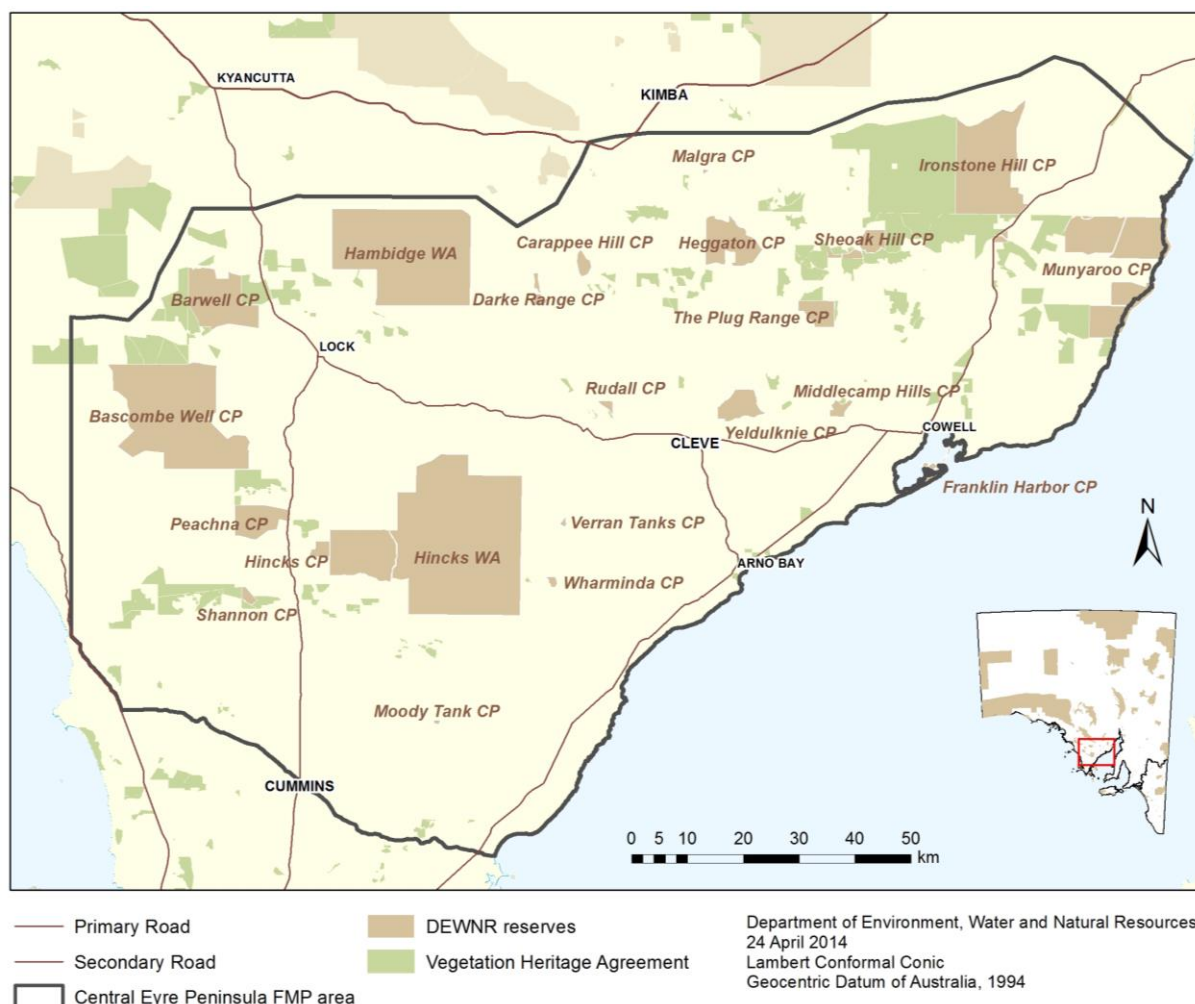 KYANCUTTA
KIMBA
Malgra CP
Ironstone Hill CP
Carappee Hill CP
Heggaton CP
Sheoak Hill CP
Hambidge WA
Munyaroo CP
Barwell CP
Darke Range CP
The Plug Range CP
LOCK
Rudall CP
Middlecamp Hills CP
Bascombe Well CP
COWELL
Yeldulknie CP
CLEVE
Franklin Harbor CP
N
Peachna CP
Verran Tanks CP
Hincks CP
Hincks WA
ARNO BAY
Wharminda CP
Shannon CP
Moody Tank CP
CUMMINS
0 5 10 20 30 40 50
km
Primary Road
Secondary Road
Central Eyre Peninsula FMP area
DEWNR reserves
Vegetation Heritage Agreement
Department of Environment, Water and Natural Resources
24 April 2014
Lambert Conformal Conic
Geocentric Datum of Australia, 1994